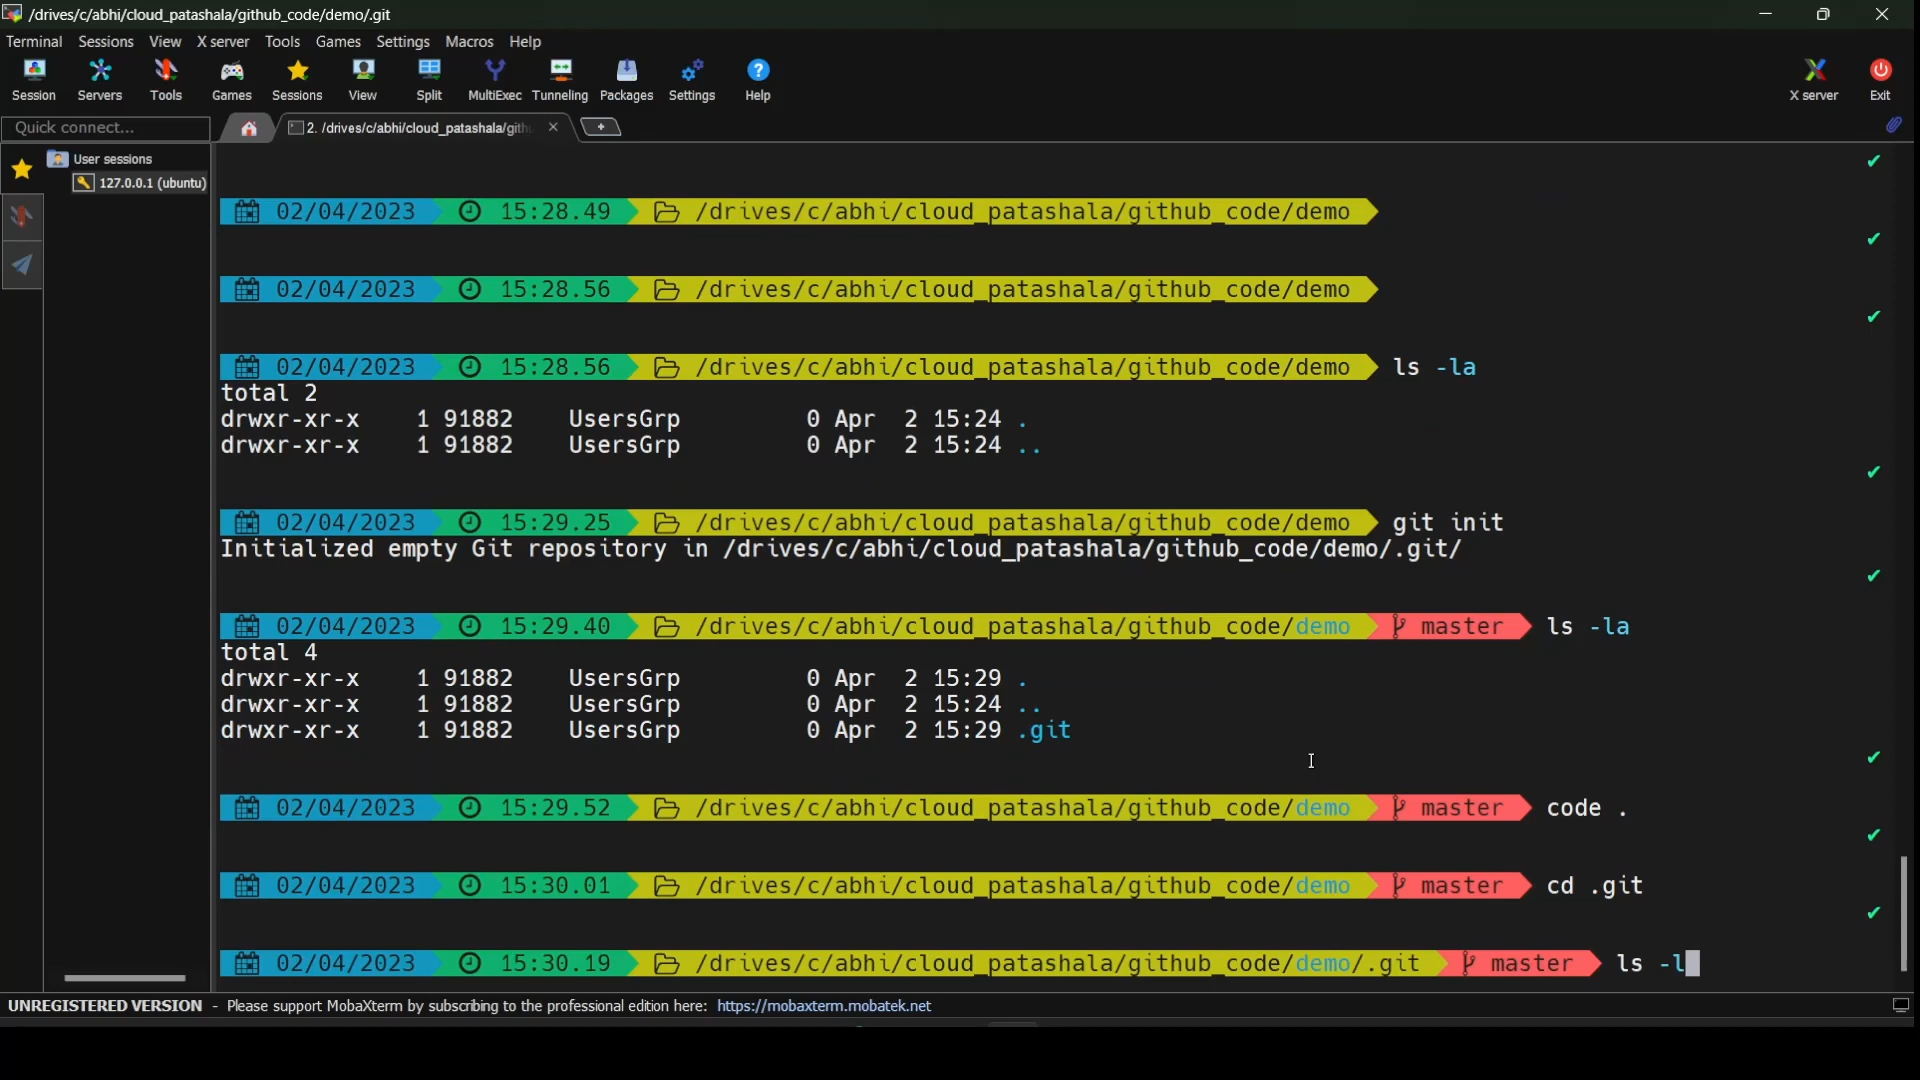 /drives/c/abhi/cloud_patashala/github_code/demo/.git
Terminal Sessions View X server Tools Games Settings Macros Help
Session Servers Tools Games Sessions View Split MultiExec Tunneling Packages Settings Help X server Exit
Quick connect... 2. /drives/c/abhi/cloud_patashala/gith
User sessions
127.0.0.1 (ubuntu)
02/04/2023 15:28.49 /drives/c/abhi/cloud_patashala/github_code/demo
02/04/2023 15:28.56 /drives/c/abhi/cloud_patashala/github_code/demo
02/04/2023 15:28.56 /drives/c/abhi/cloud_patashala/github_code/demo ls -la
total 2
drwxr-xr-x 1 91882 UsersGrp 0 Apr 2 15:24 .
drwxr-xr-x 1 91882 UsersGrp 0 Apr 2 15:24 ..
02/04/2023 15:29.25 /drives/c/abhi/cloud_patashala/github_code/demo git init
Initialized empty Git repository in /drives/c/abhi/cloud_patashala/github_code/demo/.git/
02/04/2023 15:29.40 /drives/c/abhi/cloud_patashala/github_code/demo master ls -la
total 4
drwxr-xr-x 1 91882 UsersGrp 0 Apr 2 15:29 .
drwxr-xr-x 1 91882 UsersGrp 0 Apr 2 15:24 ..
drwxr-xr-x 1 91882 UsersGrp 0 Apr 2 15:29 .git
02/04/2023 15:29.52 /drives/c/abhi/cloud_patashala/github_code/demo master code .
02/04/2023 15:30.01 /drives/c/abhi/cloud_patashala/github_code/demo master cd .git
02/04/2023 15:30.19 /drives/c/abhi/cloud_patashala/github_code/demo/.git master ls -l
UNREGISTERED VERSION - Please support MobaXterm by subscribing to the professional edition here: https://mobaxterm.mobatek.net